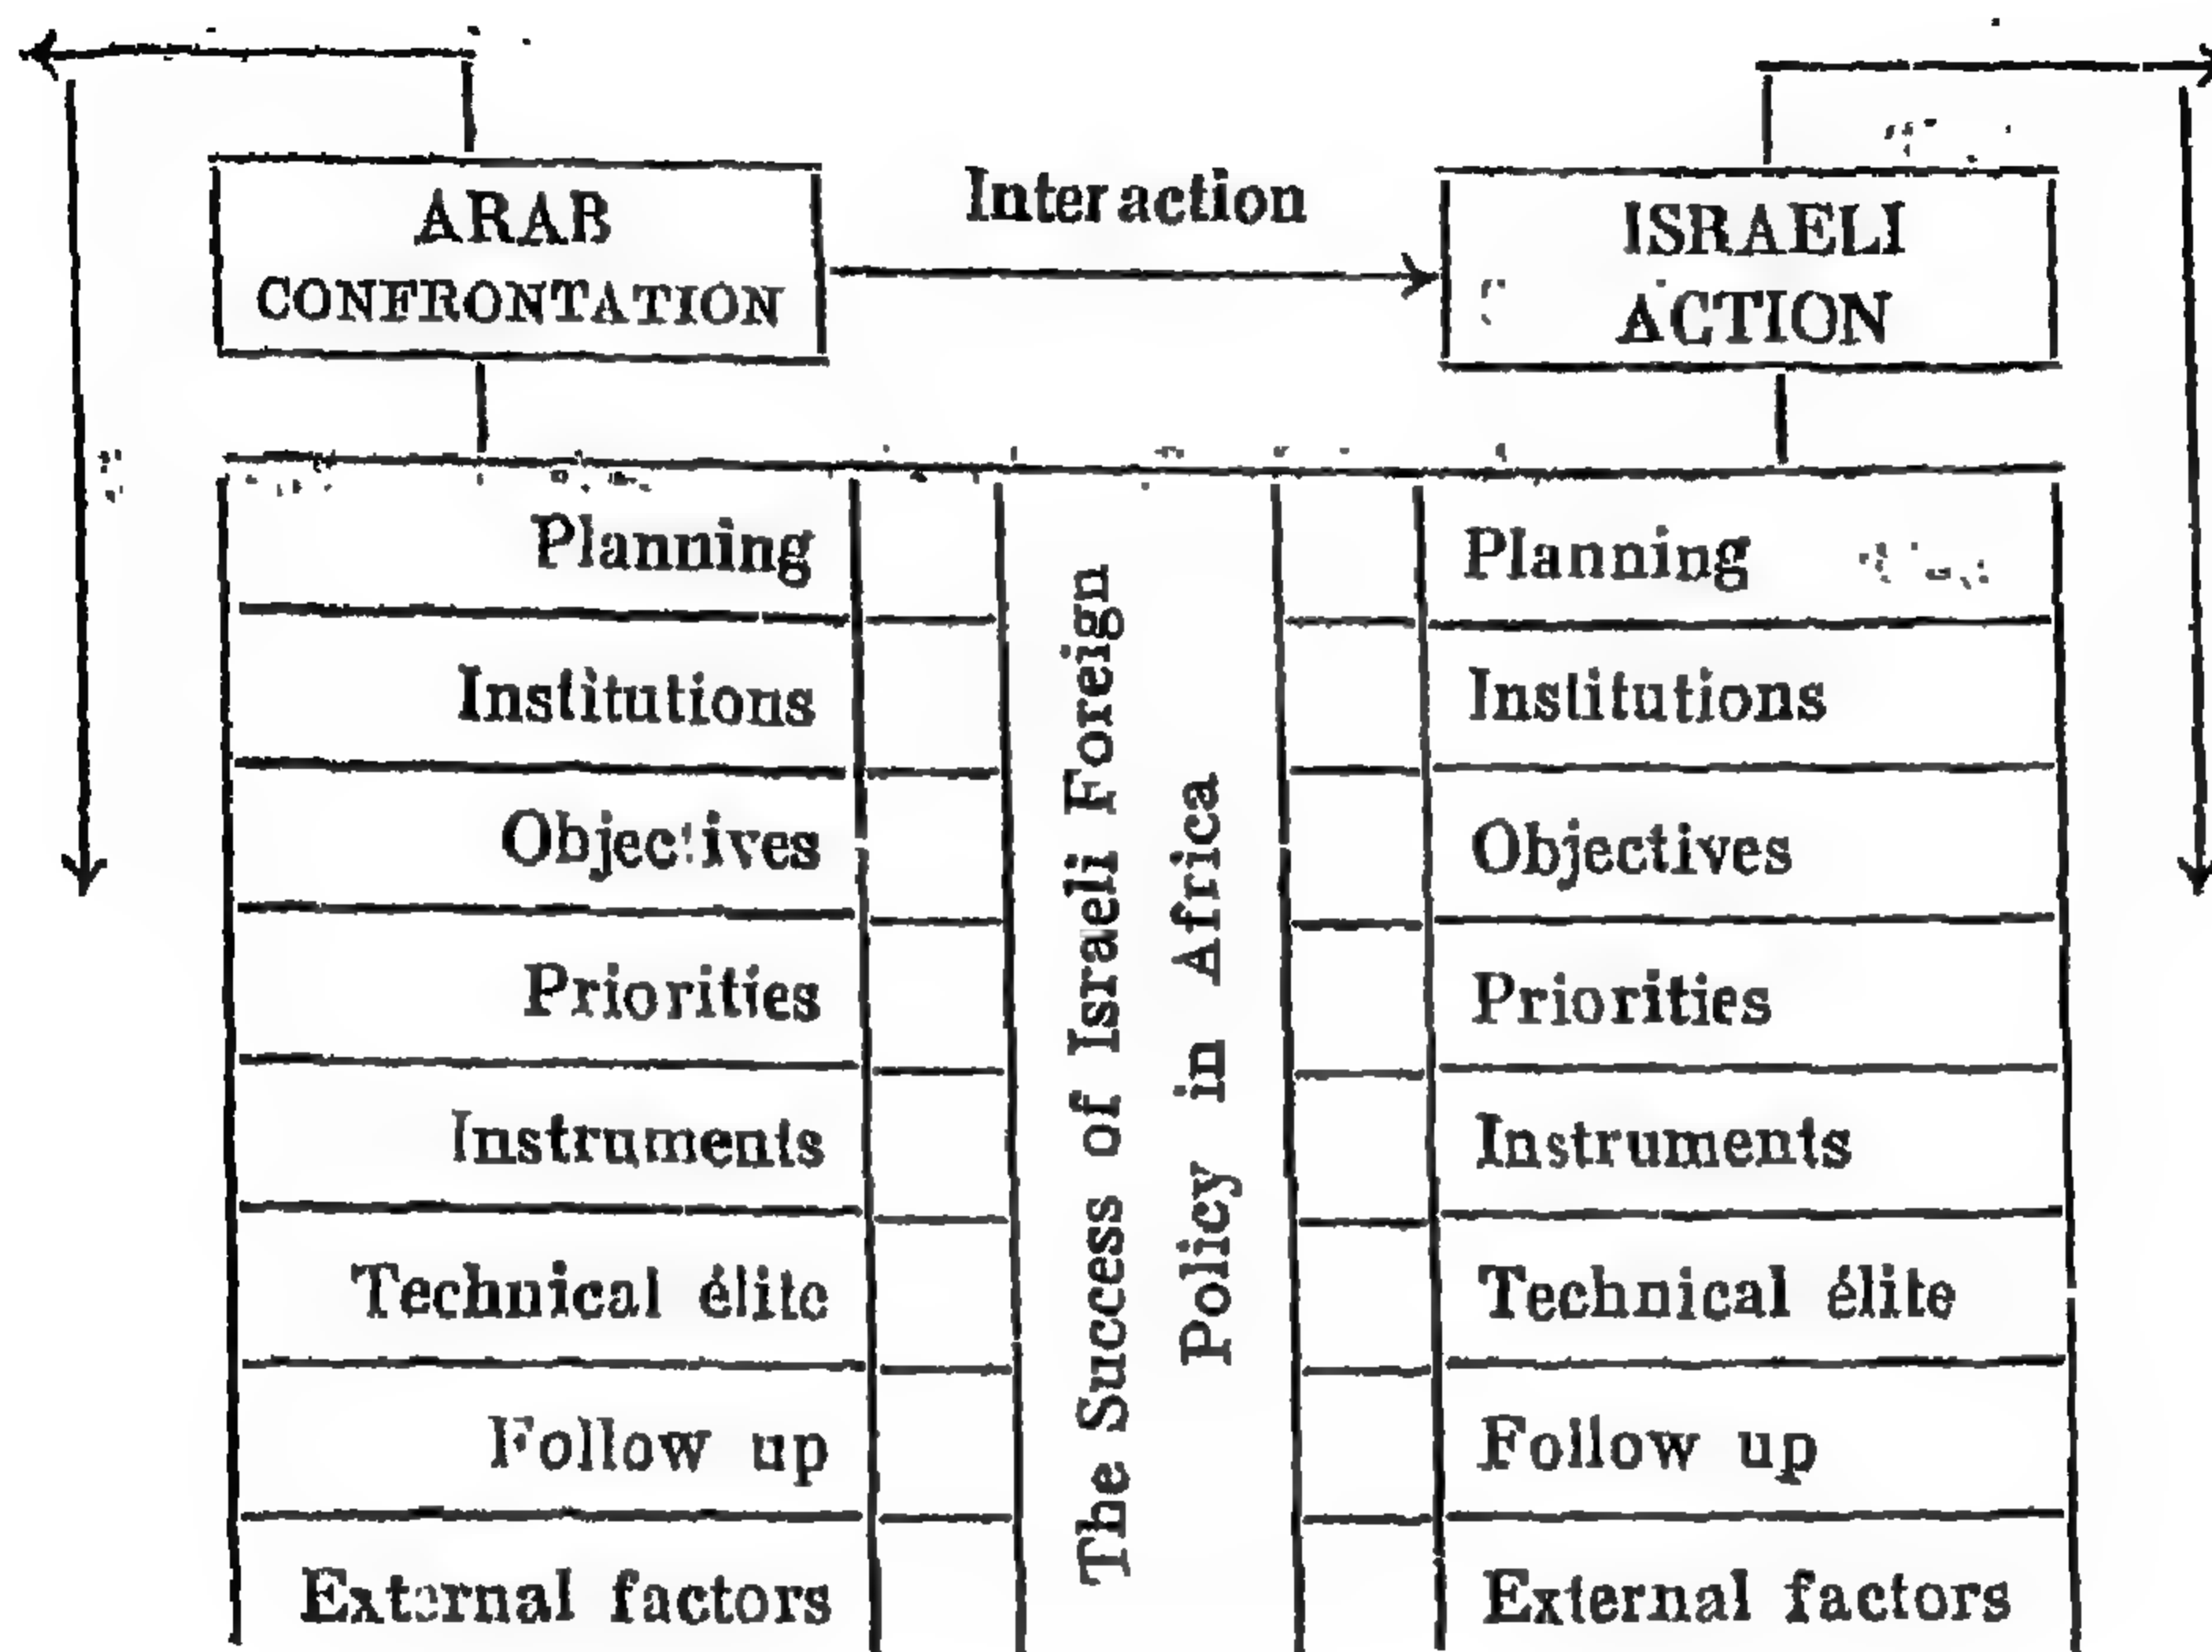 ARAB
CONFRONTATION
Interaction
ISRAELI
ACTION
Planning
Institutions
Objectives
Priorities
Instruments
Technical élite
Follow up
External factors
The Success of Israeli Foreign
Policy in Africa
Planning
Institutions
Objectives
Priorities
Instruments
Technical élite
Follow up
External factors